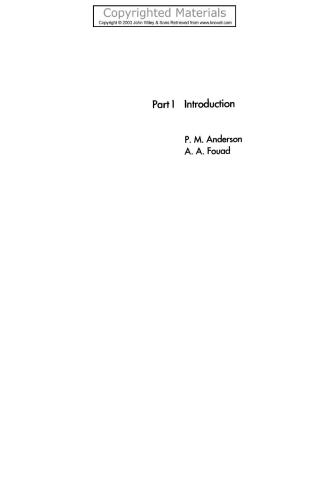 Copyrighted Materials
Copyright © 2003 John Wiley & Sons Retrieved from www.knovel.com
Part I Introduction
P. M. Anderson
A. A. Fouad